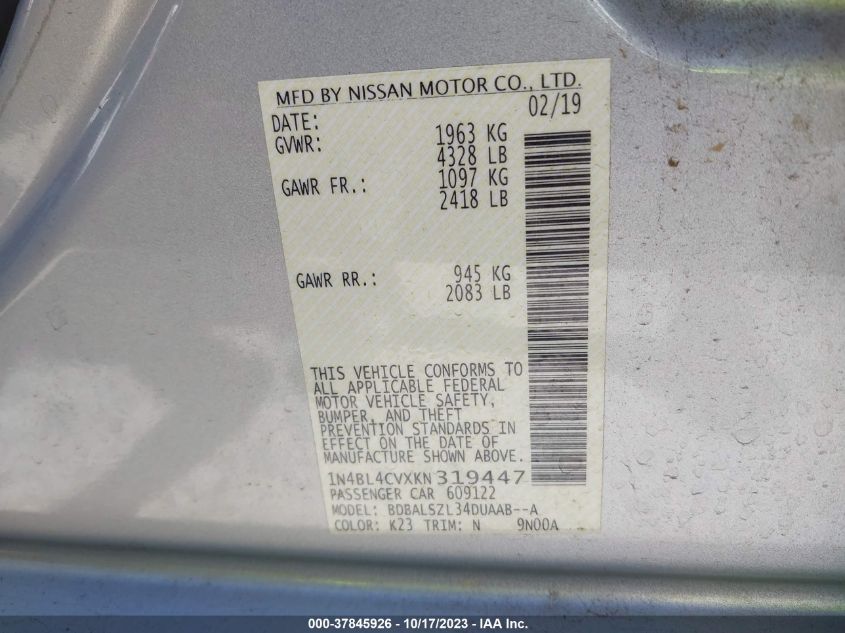 MFD BY NISSAN MOTOR CO., LTD.
DATE: 02/19
GVWR: 1963 KG
4328 LB
GAWR FR.: 1097 KG
2418 LB
GAWR RR.: 945 KG
2083 LB
THIS VEHICLE CONFORMS TO
ALL APPLICABLE FEDERAL
MOTOR VEHICLE SAFETY,
BUMPER, AND THEFT
PREVENTION STANDARDS IN
EFFECT ON THE DATE OF
MANUFACTURE SHOWN ABOVE.
1N4BL4CVXKN319447
PASSENGER CAR 609122
MODEL: BDBALSZL34DUAAB--A
COLOR: K23 TRIM: N 9N00A
000-37845926 - 10/17/2023 - IAA Inc.